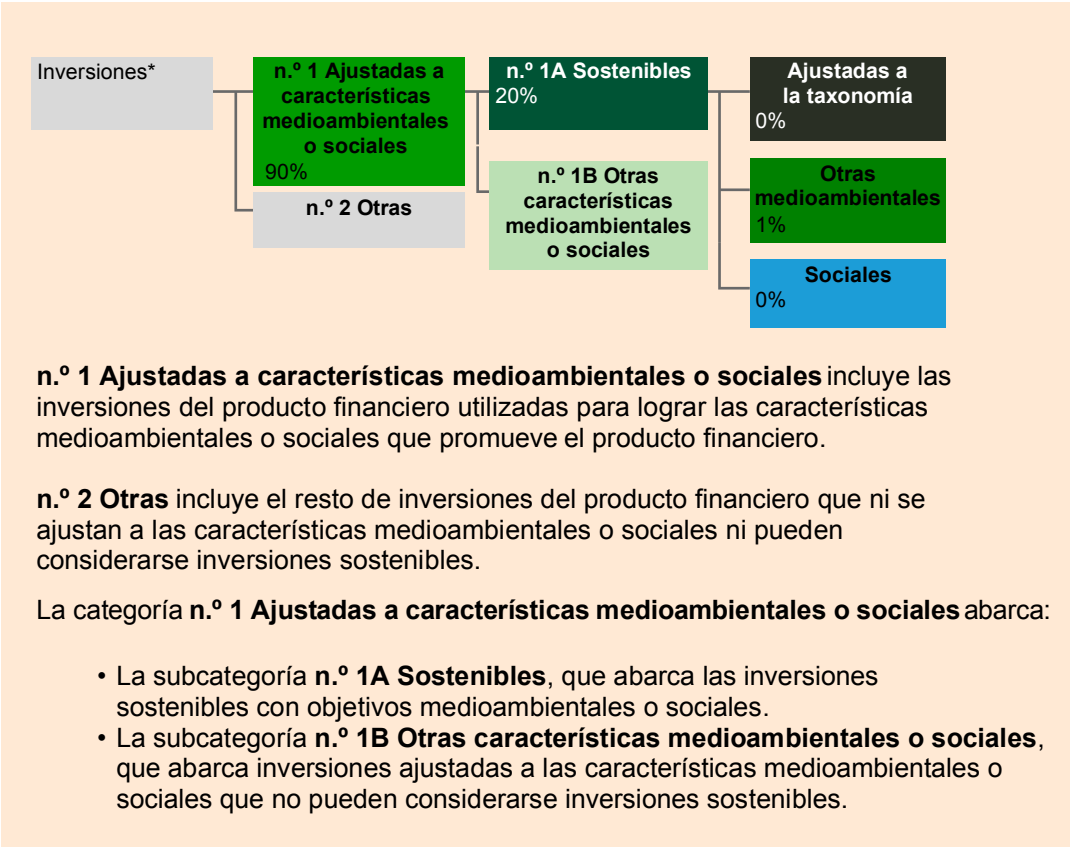 Inversiones*
n.º 1 Ajustadas a
características
medioambientales
o sociales
90%
n.º 2 Otras
n.º 1A Sostenibles
20%
n.º 1B Otras
características
medioambientales
o sociales
Ajustadas a
la taxonomía
0%
Otras
medioambientales
1%
Sociales
0%
n.º 1 Ajustadas a características medioambientales o sociales incluye las
inversiones del producto financiero utilizadas para lograr las características
medioambientales o sociales que promueve el producto financiero.
n.º 2 Otras incluye el resto de inversiones del producto financiero que ni se
ajustan a las características medioambientales o sociales ni pueden
considerarse inversiones sostenibles.
La categoría n.º 1 Ajustadas a características medioambientales o sociales abarca:
• La subcategoría n.º 1A Sostenibles, que abarca las inversiones
sostenibles con objetivos medioambientales o sociales.
• La subcategoría n.º 1B Otras características medioambientales o sociales,
que abarca inversiones ajustadas a las características medioambientales o
sociales que no pueden considerarse inversiones sostenibles.